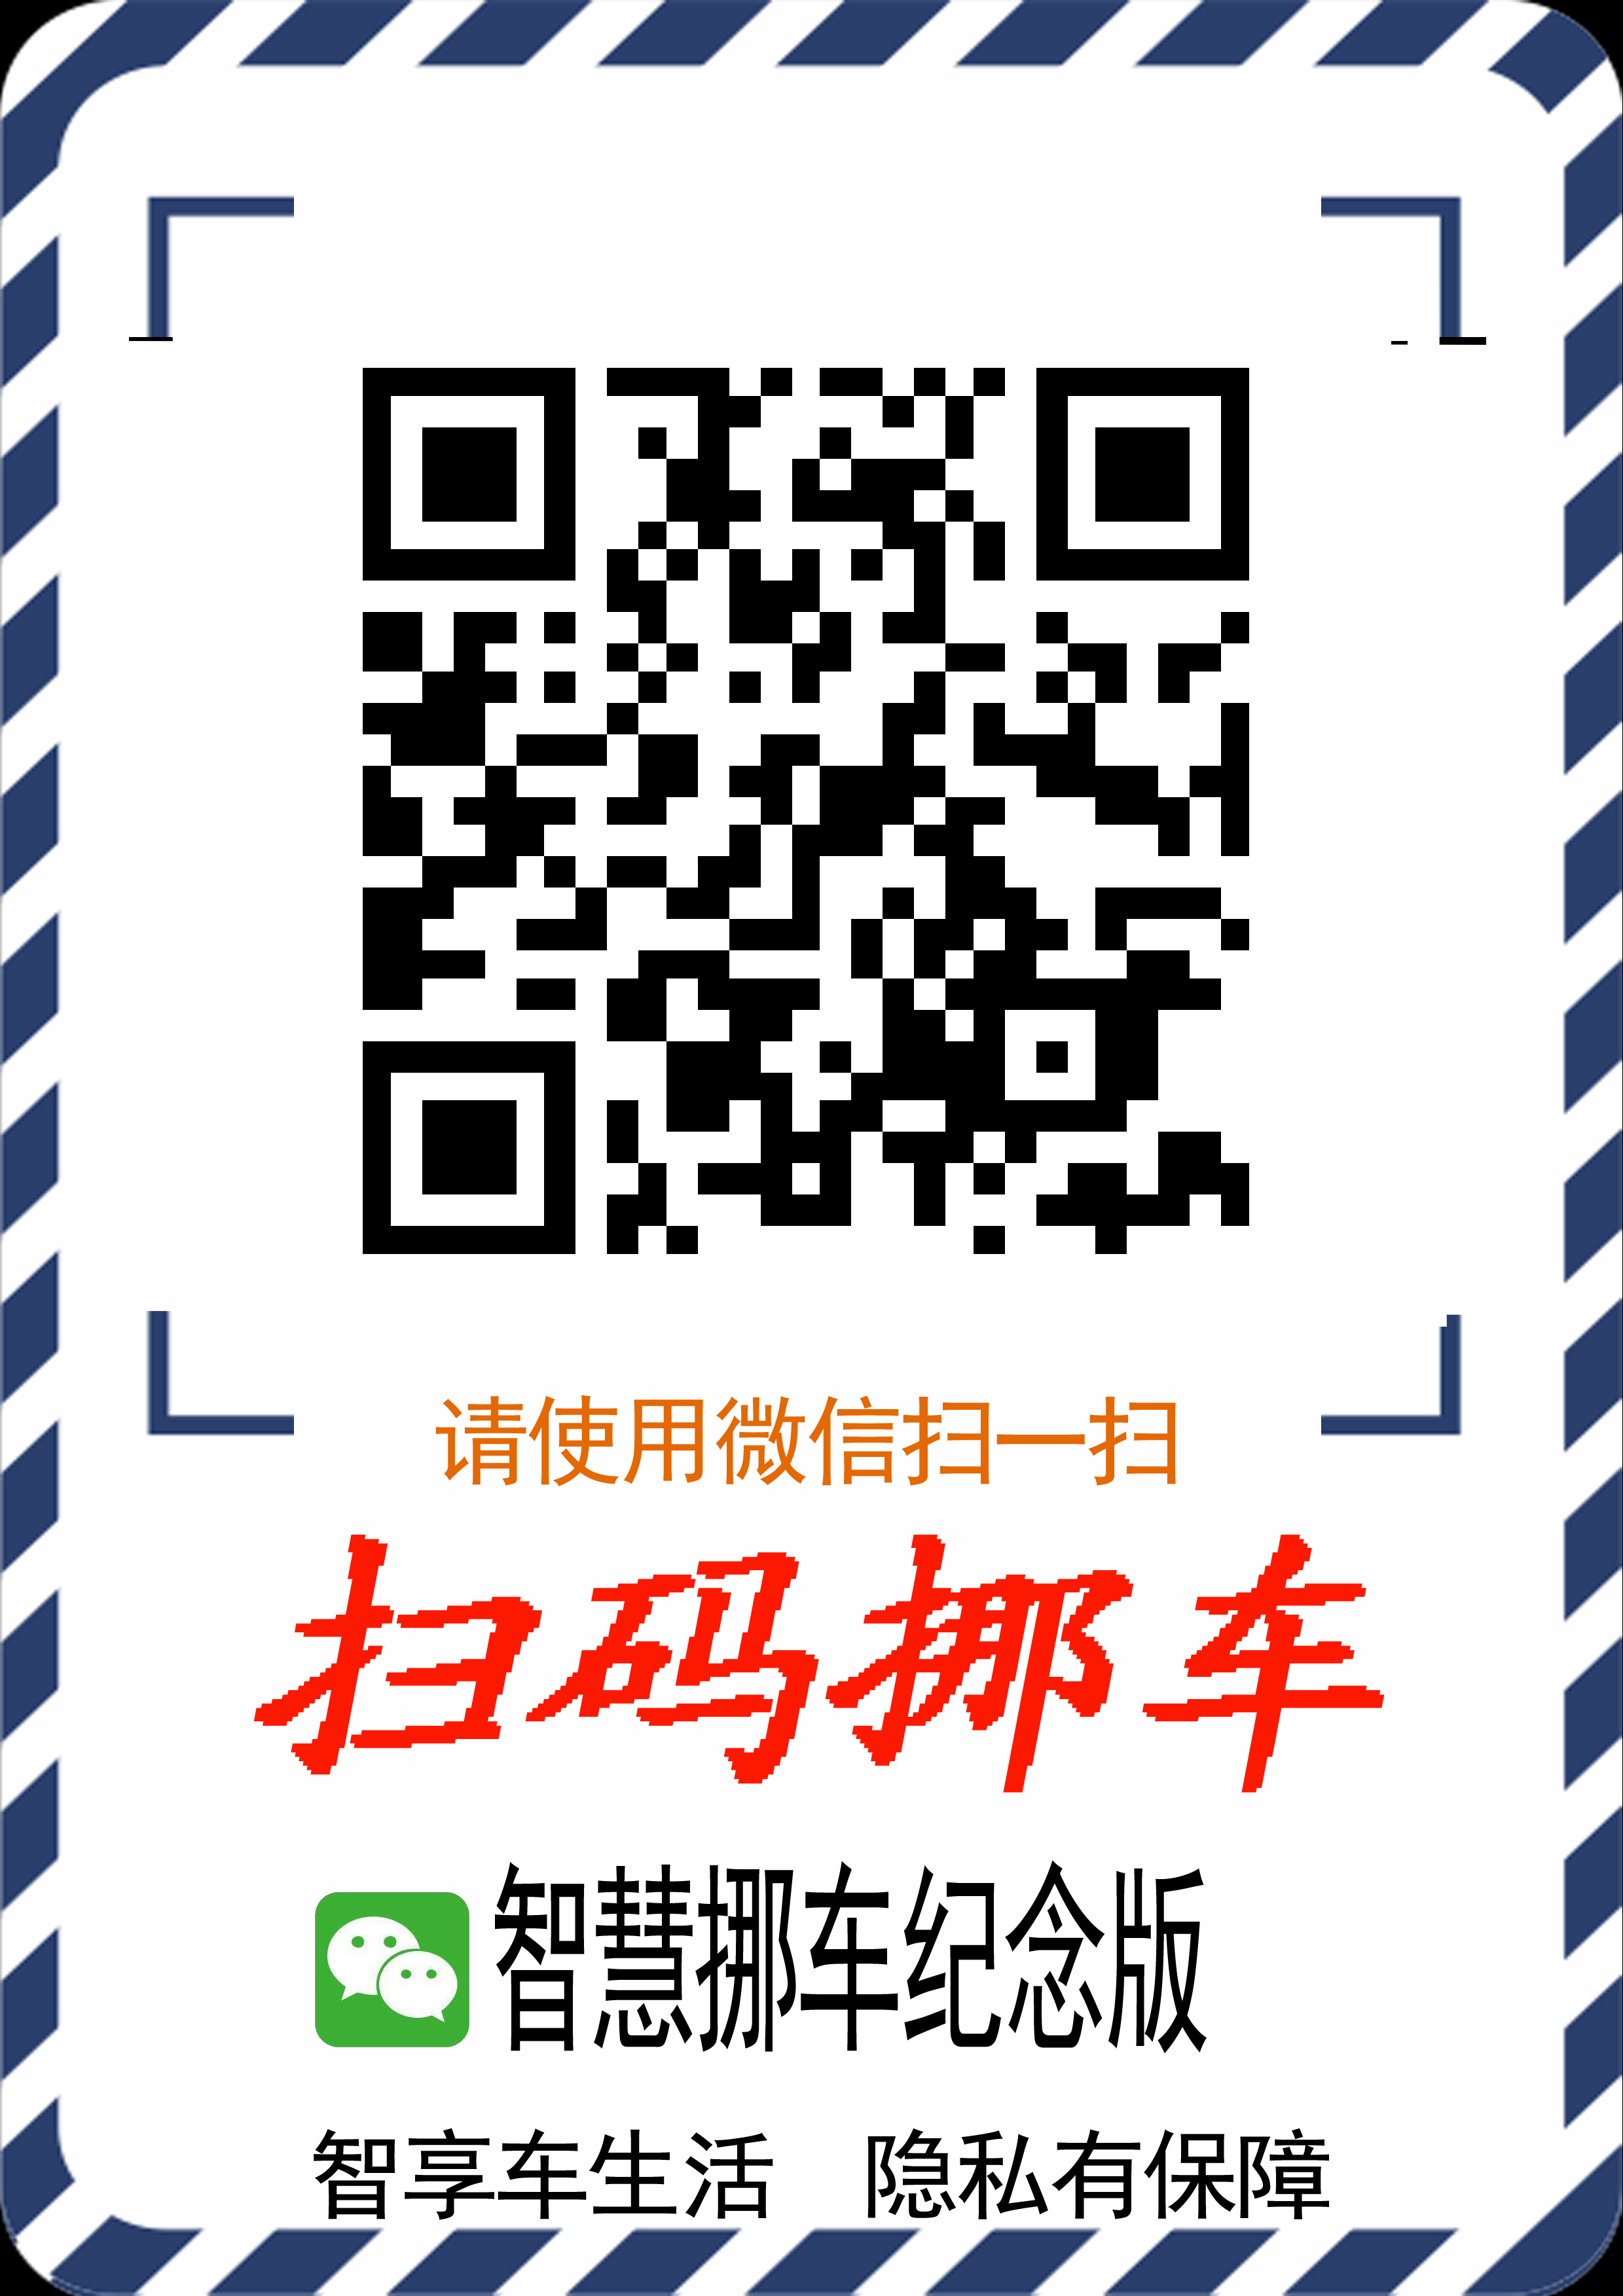 请使用微信扫一扫
扫码挪车
智慧挪车纪念版
智享车生活 隐私有保障